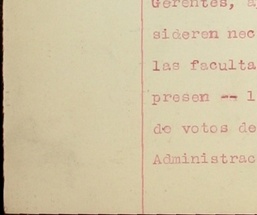 Gerentes, a
sideren nec
las faculta
presen -- l
de votos de
Administrac